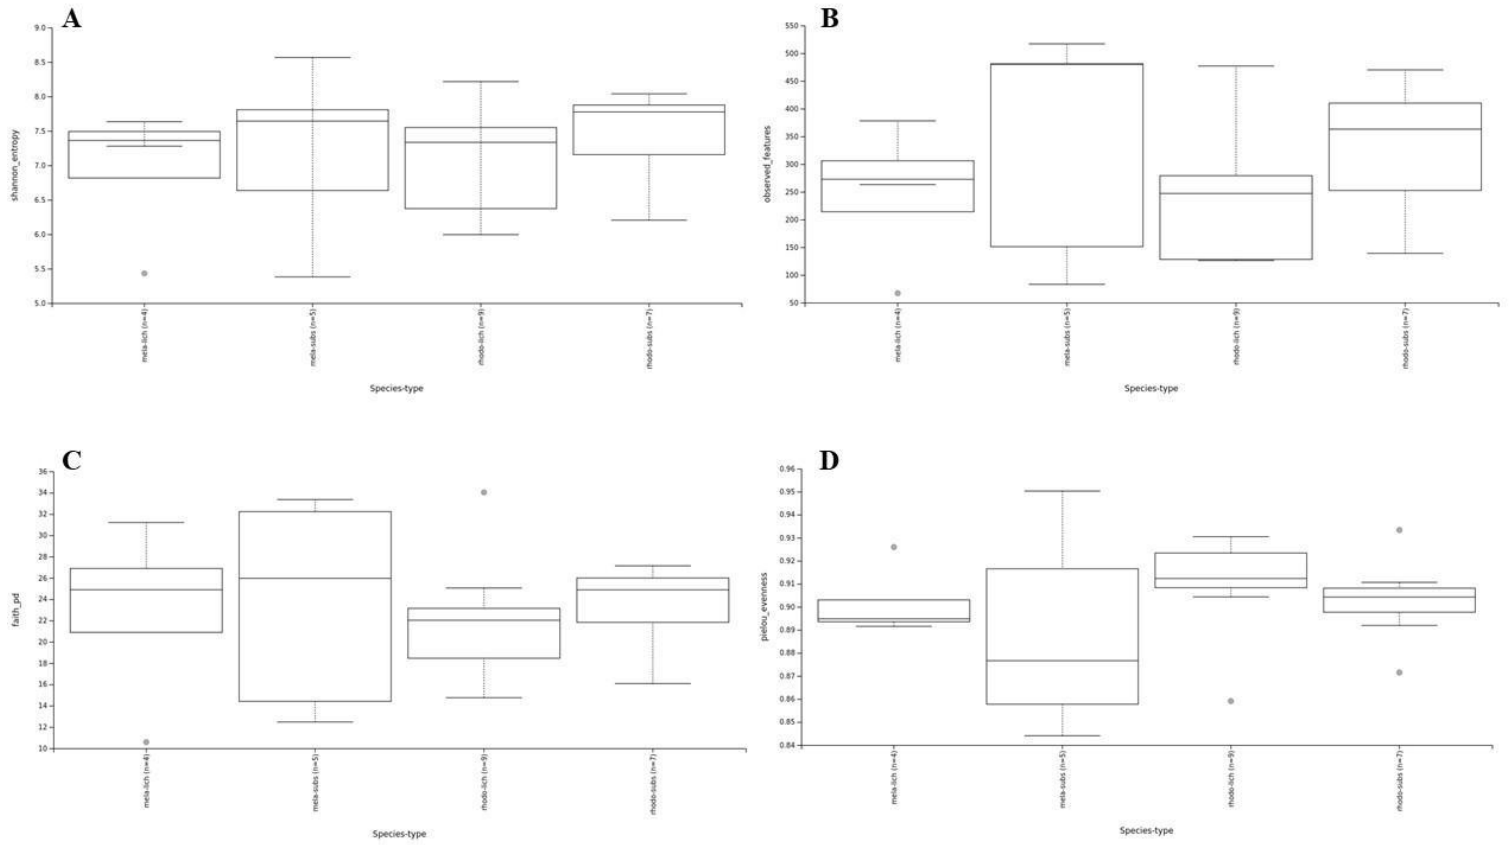 A
9.0
8.5
8.0
7.5
7.0
6.5
6.0
5.5
5.0
shannon_entropy
mela-lich (n=4)
mela-subs (n=5)
rhodo-lich (n=9)
rhodo-subs (n=7)
Species-type
B
550
500
450
400
350
300
250
200
150
100
50
observed_features
mela-lich (n=4)
mela-subs (n=5)
rhodo-lich (n=9)
rhodo-subs (n=7)
Species-type
C
36
34
32
30
28
26
24
22
20
18
16
14
12
10
faith_pd
mela-lich (n=4)
mela-subs (n=5)
rhodo-lich (n=9)
rhodo-subs (n=7)
Species-type
D
0.96
0.95
0.94
0.93
0.92
0.91
0.90
0.89
0.88
0.87
0.86
0.85
0.84
pielou_evenness
mela-lich (n=4)
mela-subs (n=5)
rhodo-lich (n=9)
rhodo-subs (n=7)
Species-type